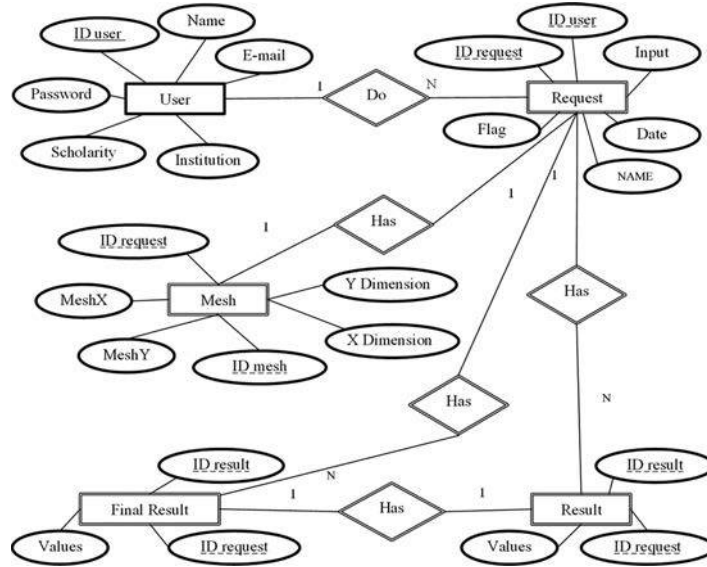 Name
ID user
ID user
E-mail
ID request
Input
Password
User
1
Do
N
Request
Scholarity
Institution
Flag
Date
NAME
1
1
1
Has
ID request
Y Dimension
MeshX
Mesh
Has
MeshY
X Dimension
ID mesh
Has
N
ID result
N
ID result
Final Result
1
Has
1
Result
Values
ID request
Values
ID request